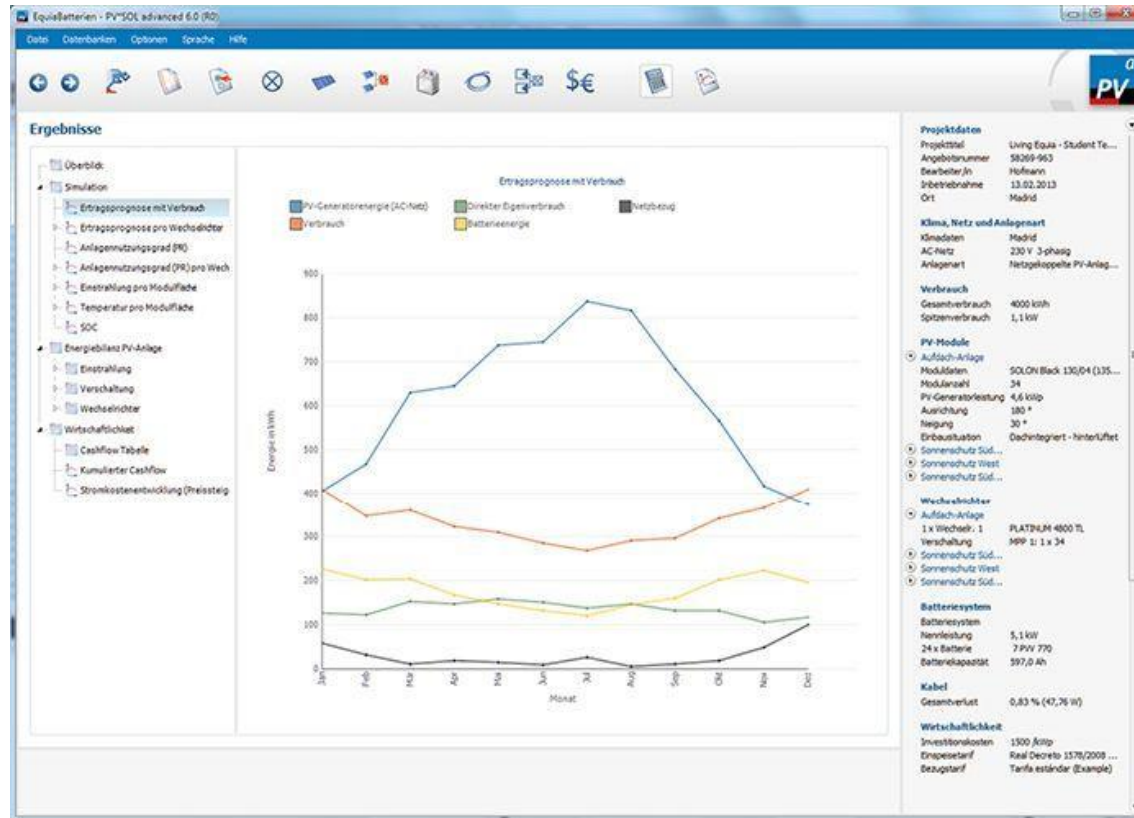 EquiaBatterien - PV*SOL advanced 6.0 (R0)
Datei Datenbanken Optionen Sprache Hilfe
$€
a
PV
Ergebnisse
Überblick
Simulation
Ertragsprognose mit Verbrauch
Ertragsprognose pro Wechselrichter
Anlagennutzungsgrad (PR)
Anlagennutzungsgrad (PR) pro Wech
Einstrahlung pro Modulfläche
Temperatur pro Modulfläche
SOC
Energiebilanz PV-Anlage
Einstrahlung
Verschaltung
Wechselrichter
Wirtschaftlichkeit
Cashflow Tabelle
Kumulierter Cashflow
Stromkostenentwicklung (Preissteig
Ertragsprognose mit Verbrauch
PV-Generatorenergie (AC-Netz) Direkter Eigenverbrauch Netzbezug
Verbrauch Batterieenergie
Energie in kWh
900
800
700
600
500
400
300
200
100
0
Jan Feb Mär Apr Mai Jun Jul Aug Sep Okt Nov Dez
Monat
Projektdaten
Projekttitel Living Equia - Student Te...
Angebotsnummer 58269-963
Bearbeiter/in Hofmann
Inbetriebnahme 13.02.2013
Ort Madrid
Klima, Netz und Anlagenart
Klimadaten Madrid
AC-Netz 230 V 3-phasig
Anlagenart Netzgekoppelte PV-Anlag...
Verbrauch
Gesamtverbrauch 4000 kWh
Spitzenverbrauch 1,1 kW
PV-Module
Aufdach-Anlage
Moduldaten SOLON Black 130/04 (135...
Modulanzahl 34
PV-Generatorleistung 4,6 kWp
Ausrichtung 180 °
Neigung 30 °
Einbausituation Dachintegriert - hinterlüftet
Sonnenschutz Süd...
Sonnenschutz West
Sonnenschutz Süd...
Wechselrichter
Aufdach-Anlage
1 x Wechselr. 1 PLATINUM 4800 TL
Verschaltung MPP 1: 1 x 34
Sonnenschutz Süd...
Sonnenschutz West
Sonnenschutz Süd...
Batteriesystem
Batteriesystem
Nennleistung 5,1 kW
24 x Batterie 7 PVV 770
Batteriekapazität 597,0 Ah
Kabel
Gesamtverlust 0,83 % (47,76 W)
Wirtschaftlichkeit
Investitionskosten 1500 /kWp
Einspeisetarif Real Decreto 1578/2008 ...
Bezugstarif Tarifa estándar (Example)